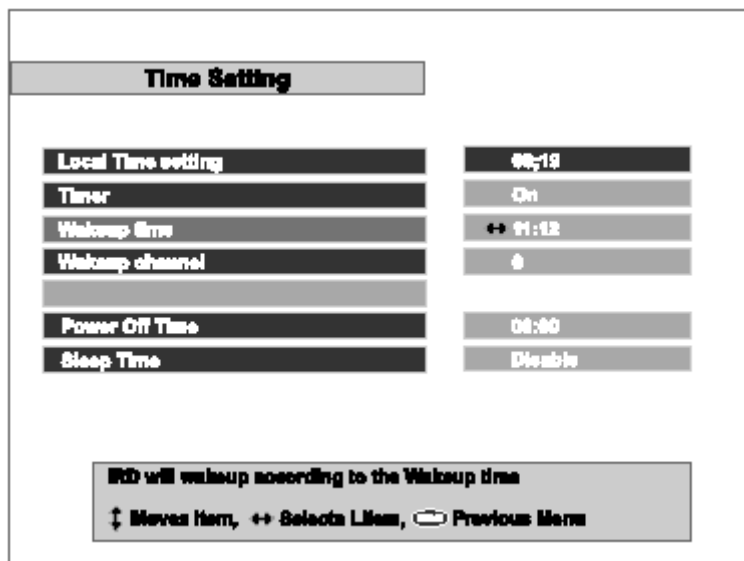 Time Setting
Local Time setting
Timer On
Wakeup time 11:12
Wakeup channel
Power Off Time 00:00
Sleep Time Disable
IRD will wakeup according to the Wakeup time
Moves Item, Selects Previous Menu